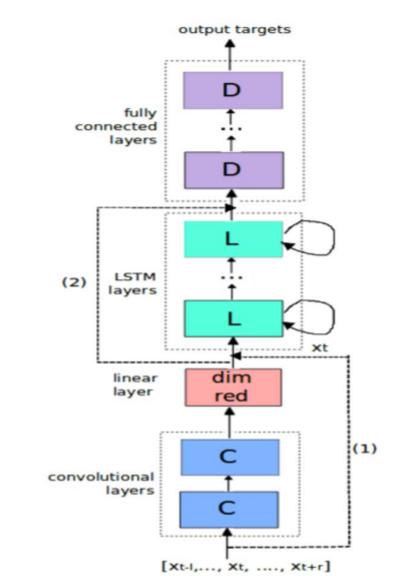 output targets
D
fully
connected
layers
...
D
L
(2)
LSTM
layers
...
L
xt
linear
layer
dim
red
C
(1)
convolutional
layers
C
[xt-l,..., xt, ...., xt+r]